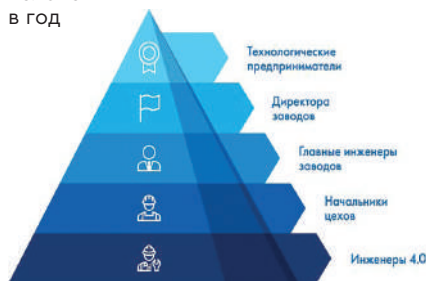 в год
Технологические
предприниматели
Директора
заводов
Главные инженеры
заводов
Начальники
цехов
Инженеры 4.0